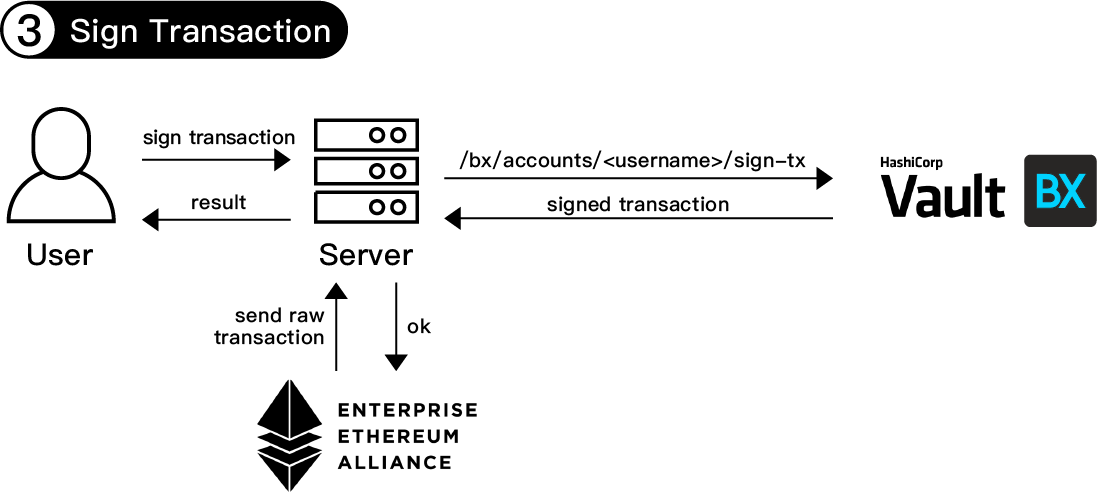 3 Sign Transaction
sign transaction
result
User
Server
/bx/accounts/<username>/sign-tx
signed transaction
HashiCorp
Vault
BX
send raw
transaction
ok
ENTERPRISE
ETHEREUM
ALLIANCE